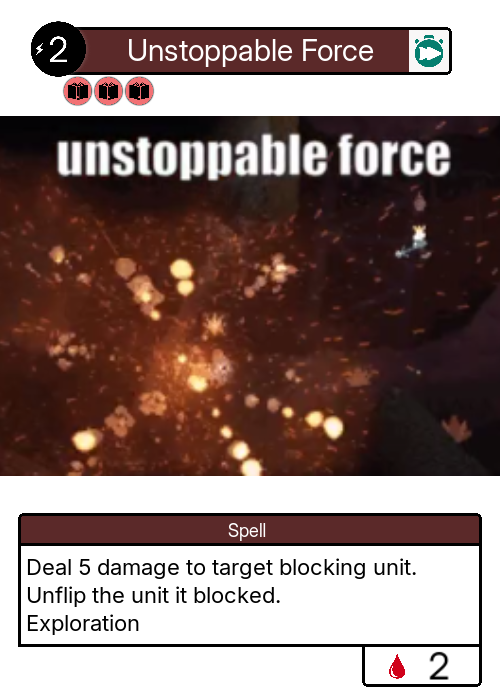 2
Unstoppable Force
unstoppable force
Spell
Deal 5 damage to target blocking unit.
Unflip the unit it blocked.
Exploration
2